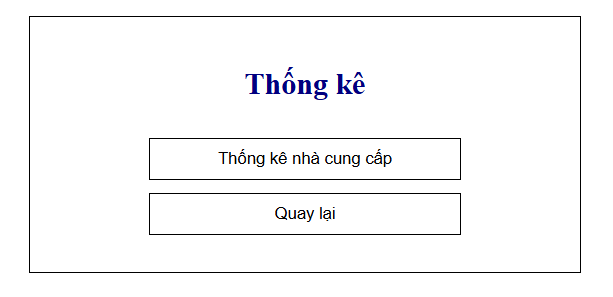 Thống kê
Thống kê nhà cung cấp
Quay lại